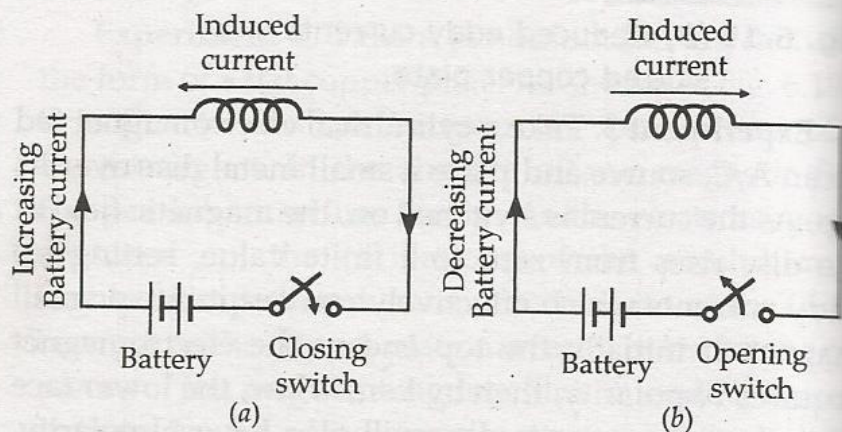 Induced
current
Increasing
Battery current
Battery
Closing
switch
(a)
Induced
current
Decreasing
Battery current
Battery
Opening
switch
(b)